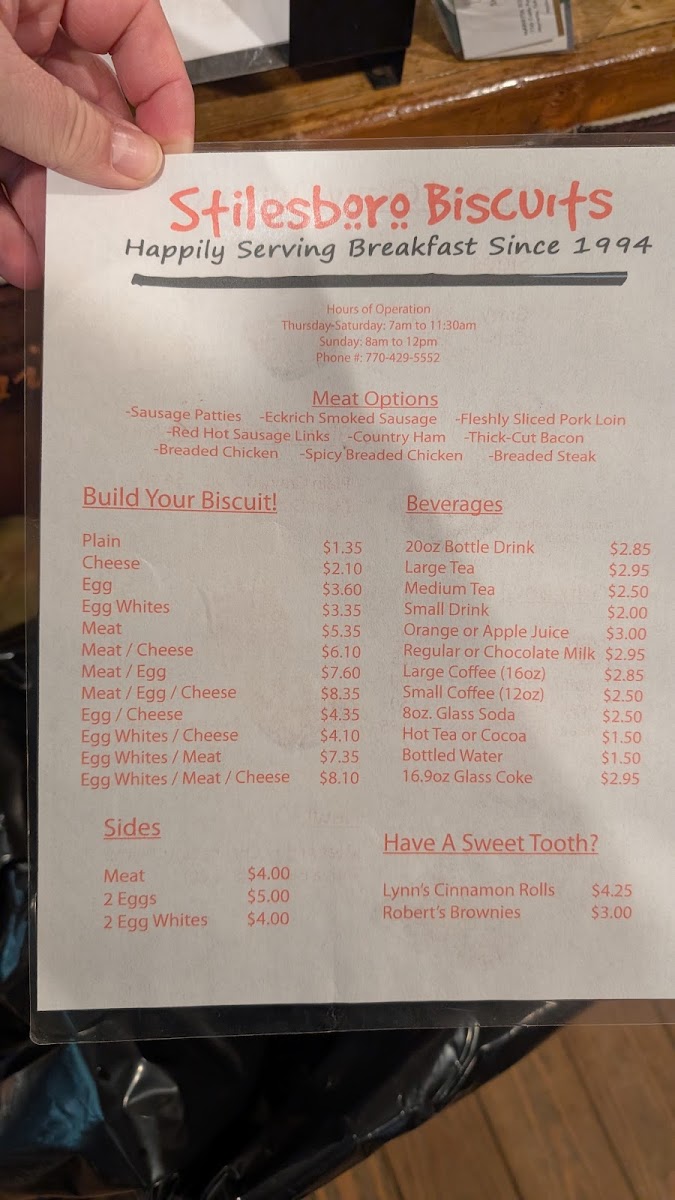 Stilesboro Biscuits
Happily Serving Breakfast Since 1994
Hours of Operation
Thursday-Saturday: 7am to 11:30am
Sunday: 8am to 12pm
Phone #: 770-429-5552
Meat Options
-Sausage Patties -Eckrich Smoked Sausage -Fleshly Sliced Pork Loin
-Red Hot Sausage Links -Country Ham -Thick-Cut Bacon
-Breaded Chicken -Spicy Breaded Chicken -Breaded Steak
Build Your Biscuit!
Plain $1.35
Cheese $2.10
Egg $3.60
Egg Whites $3.35
Meat $5.35
Meat / Cheese $6.10
Meat / Egg $7.60
Meat / Egg / Cheese $8.35
Egg / Cheese $4.35
Egg Whites / Cheese $4.10
Egg Whites / Meat $7.35
Egg Whites / Meat / Cheese $8.10
Beverages
20oz Bottle Drink $2.85
Large Tea $2.95
Medium Tea $2.50
Small Drink $2.00
Orange or Apple Juice $3.00
Regular or Chocolate Milk $2.95
Large Coffee (16oz) $2.85
Small Coffee (12oz) $2.50
8oz. Glass Soda $2.50
Hot Tea or Cocoa $1.50
Bottled Water $1.50
16.9oz Glass Coke $2.95
Sides
Meat $4.00
2 Eggs $5.00
2 Egg Whites $4.00
Have A Sweet Tooth?
Lynn's Cinnamon Rolls $4.25
Robert's Brownies $3.00